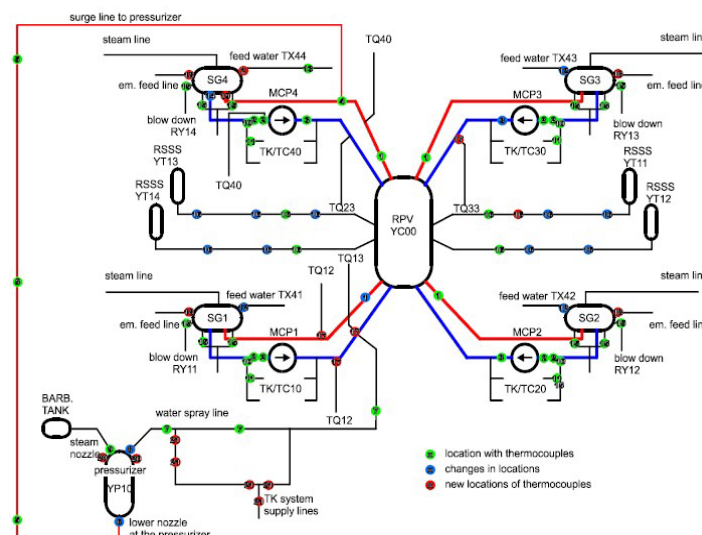 surge line to pressurizer
steam line
feed water TX44
TQ40
feed water TX43
steam line
SG4
SG3
em. feed line
MCP4
MCP3
em. feed line
blow down
RY14
blow down
RY13
TK/TC40
TK/TC30
RSSS
YT13
TQ40
RSSS
YT11
RSSS
YT14
RSSS
YT12
TQ23
TQ33
RPV
YC00
TQ13
TQ12
steam line
steam line
feed water TX41
feed water TX42
SG1
SG2
em. feed line
MCP1
MCP2
em. feed line
blow down
RY11
blow down
RY12
TK/TC10
TK/TC20
BARB.
TANK
water spray line
TQ12
steam
nozzle
pressurizer
YP10
TK system
supply lines
lower nozzle
at the pressurizer
location with thermocouples
changes in locations
new locations of thermocouples